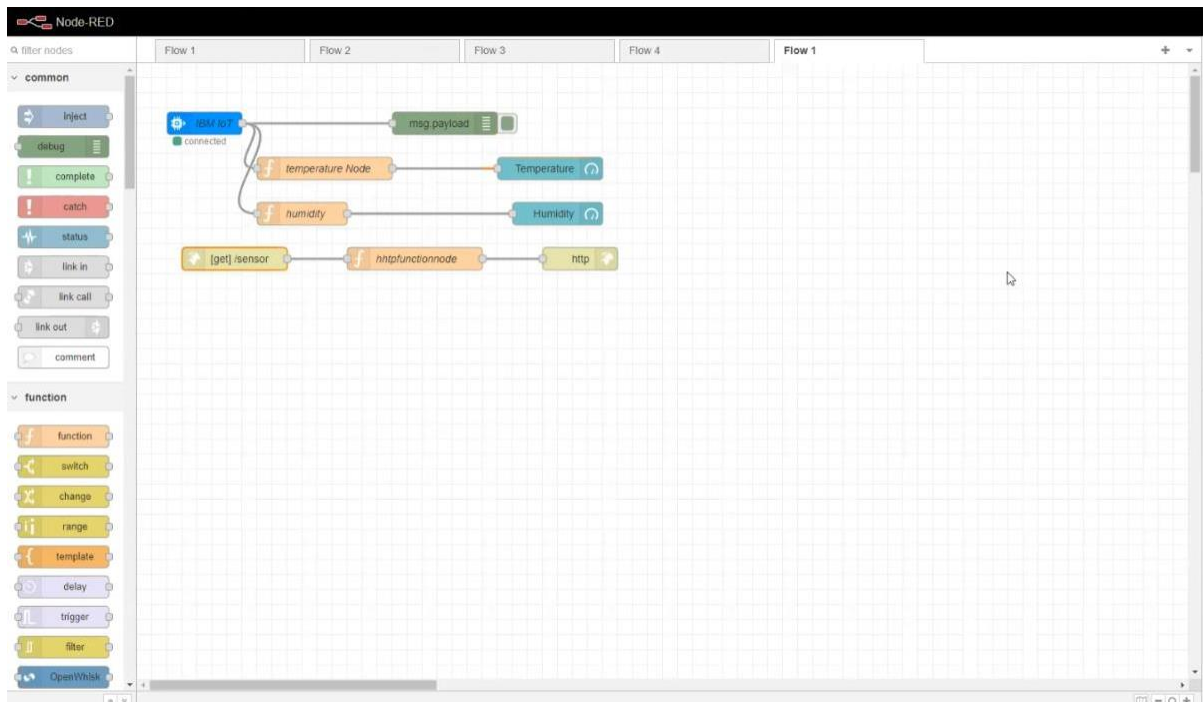 Node-RED
filter nodes
Flow 1
Flow 2
Flow 3
Flow 4
Flow 1
common
inject
debug
complete
catch
status
link in
link call
link out
comment
function
function
switch
change
range
template
delay
trigger
filter
OpenWhisk
IBM IoT
connected
msg.payload
temperature Node
Temperature
humidity
Humidity
[get] /sensor
hhtpfunctionnode
http